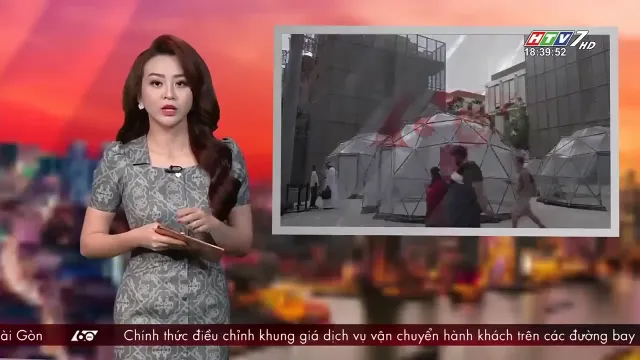 HTV7 HD
18:39:52
ài Gòn 60 Chính thức điều chỉnh khung giá dịch vụ vận chuyển hành khách trên các đường bay